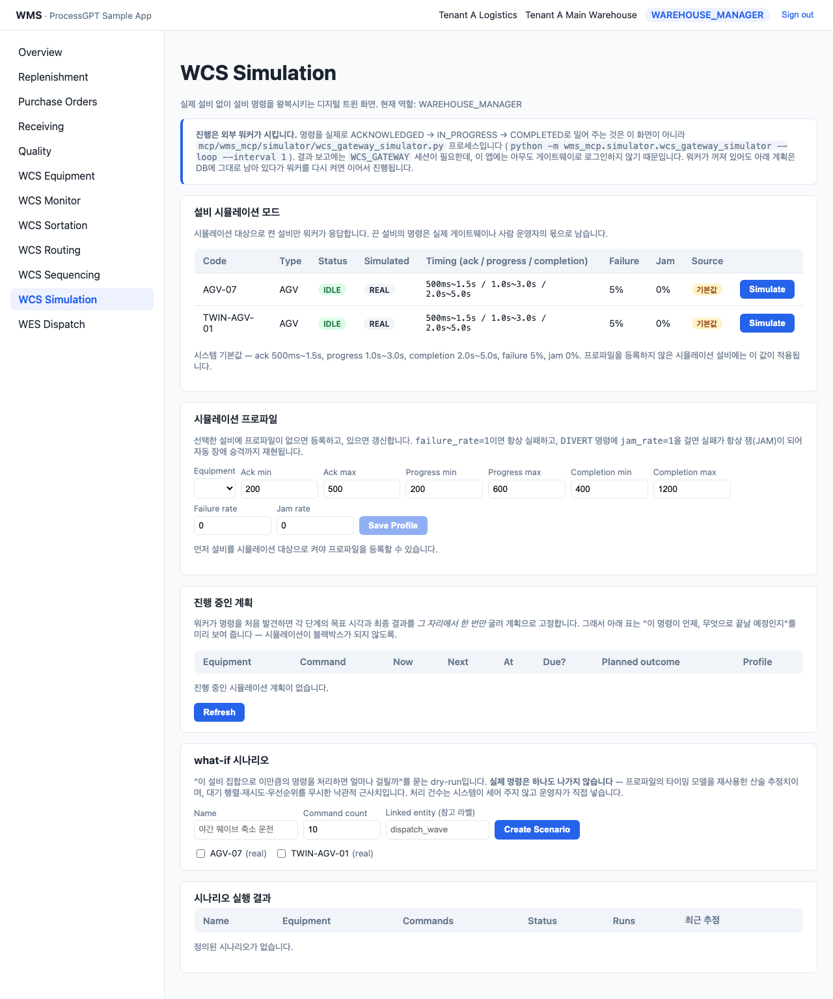 WMS · ProcessGPT Sample App
Tenant A Logistics Tenant A Main Warehouse WAREHOUSE_MANAGER Sign out
Overview
Replenishment
Purchase Orders
Receiving
Quality
WCS Equipment
WCS Monitor
WCS Sortation
WCS Routing
WCS Sequencing
WCS Simulation
WES Dispatch
WCS Simulation
실제 설비 없이 설비 명령을 왕복시키는 디지털 트윈 화면. 현재 역할: WAREHOUSE_MANAGER
진행은 외부 워커가 시킵니다. 명령을 실제로 ACKNOWLEDGED → IN_PROGRESS → COMPLETED로 밀어 주는 것은 이 화면이 아니라
mcp/wms_mcp/simulator/wcs_gateway_simulator.py 프로세스입니다 ( python -m wms_mcp.simulator.wcs_gateway_simulator --
loop --interval 1 ). 결과 보고에는 WCS_GATEWAY 세션이 필요한데, 이 앱에는 아무도 게이트웨이로 로그인하지 않기 때문입니다. 워커가 꺼져 있어도 아래 계획은
DB에 그대로 남아 있다가 워커를 다시 켜면 이어서 진행됩니다.
설비 시뮬레이션 모드
시뮬레이션 대상으로 켠 설비만 워커가 응답합니다. 끈 설비의 명령은 실제 게이트웨이나 사람 운영자의 몫으로 남습니다.
Code Type Status Simulated Timing (ack / progress / completion) Failure Jam Source
AGV-07 AGV IDLE REAL 500ms~1.5s / 1.0s~3.0s /
2.0s~5.0s 5% 0% 기본값 Simulate
TWIN-AGV-
01 AGV IDLE REAL 500ms~1.5s / 1.0s~3.0s /
2.0s~5.0s 5% 0% 기본값 Simulate
시스템 기본값 — ack 500ms~1.5s, progress 1.0s~3.0s, completion 2.0s~5.0s, failure 5%, jam 0%. 프로파일을 등록하지 않은 시뮬레이션 설비에는 이 값이 적용됩
니다.
시뮬레이션 프로파일
선택한 설비에 프로파일이 없으면 등록하고, 있으면 갱신합니다. failure_rate=1이면 항상 실패하고, DIVERT 명령에 jam_rate=1을 걸면 실패가 항상 잼(JAM)이 되어
자동 장애 승격까지 재현됩니다.
Equipment Ack min Ack max Progress min Progress max Completion min Completion max
200 500 200 600 400 1200
Failure rate Jam rate
0 0 Save Profile
먼저 설비를 시뮬레이션 대상으로 켜야 프로파일을 등록할 수 있습니다.
진행 중인 계획
워커가 명령을 처음 발견하면 각 단계의 목표 시각과 최종 결과를 그 자리에서 한 번만 굴려 계획으로 고정합니다. 그래서 아래 표는 "이 명령이 언제, 무엇으로 끝날 예정인지"를
미리 보여 줍니다 — 시뮬레이션이 블랙박스가 되지 않도록.
Equipment Command Now Next At Due? Planned outcome Profile
진행 중인 시뮬레이션 계획이 없습니다.
Refresh
what-if 시나리오
"이 설비 집합으로 이만큼의 명령을 처리하면 얼마나 걸릴까"를 묻는 dry-run입니다. 실제 명령은 하나도 나가지 않습니다 — 프로파일의 타이밍 모델을 재사용한 산술 추정치이
며, 대기 행렬·재시도·우선순위를 무시한 낙관적 근사치입니다. 처리 건수는 시스템이 세어 주지 않고 운영자가 직접 넣습니다.
Name Command count Linked entity (참고 라벨)
야간 웨이브 축소 운전 10 dispatch_wave Create Scenario
AGV-07 (real) TWIN-AGV-01 (real)
시나리오 실행 결과
Name Equipment Commands Status Runs 최근 추정
정의된 시나리오가 없습니다.